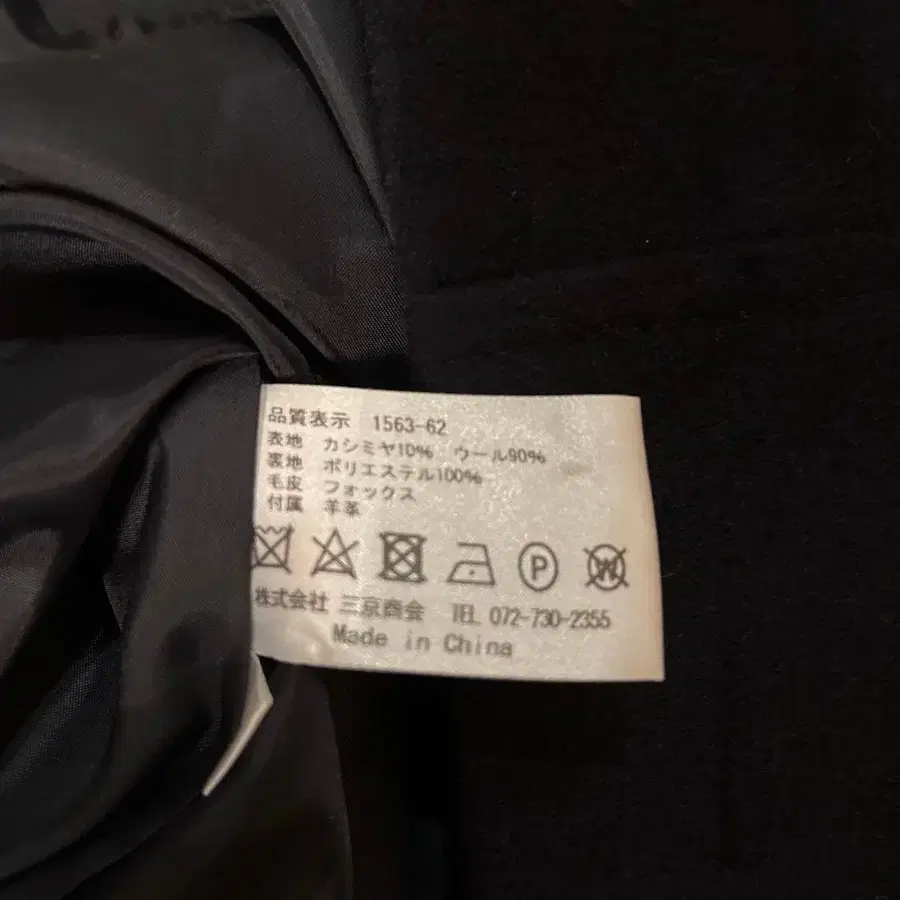 品質表示 1563-62
表地 カシミヤ10% ウール90%
裏地 ポリエステル100%
毛皮 フォックス
付属 羊革
P W
株式会社 三京商会 TEL 072-730-2355
Made in China